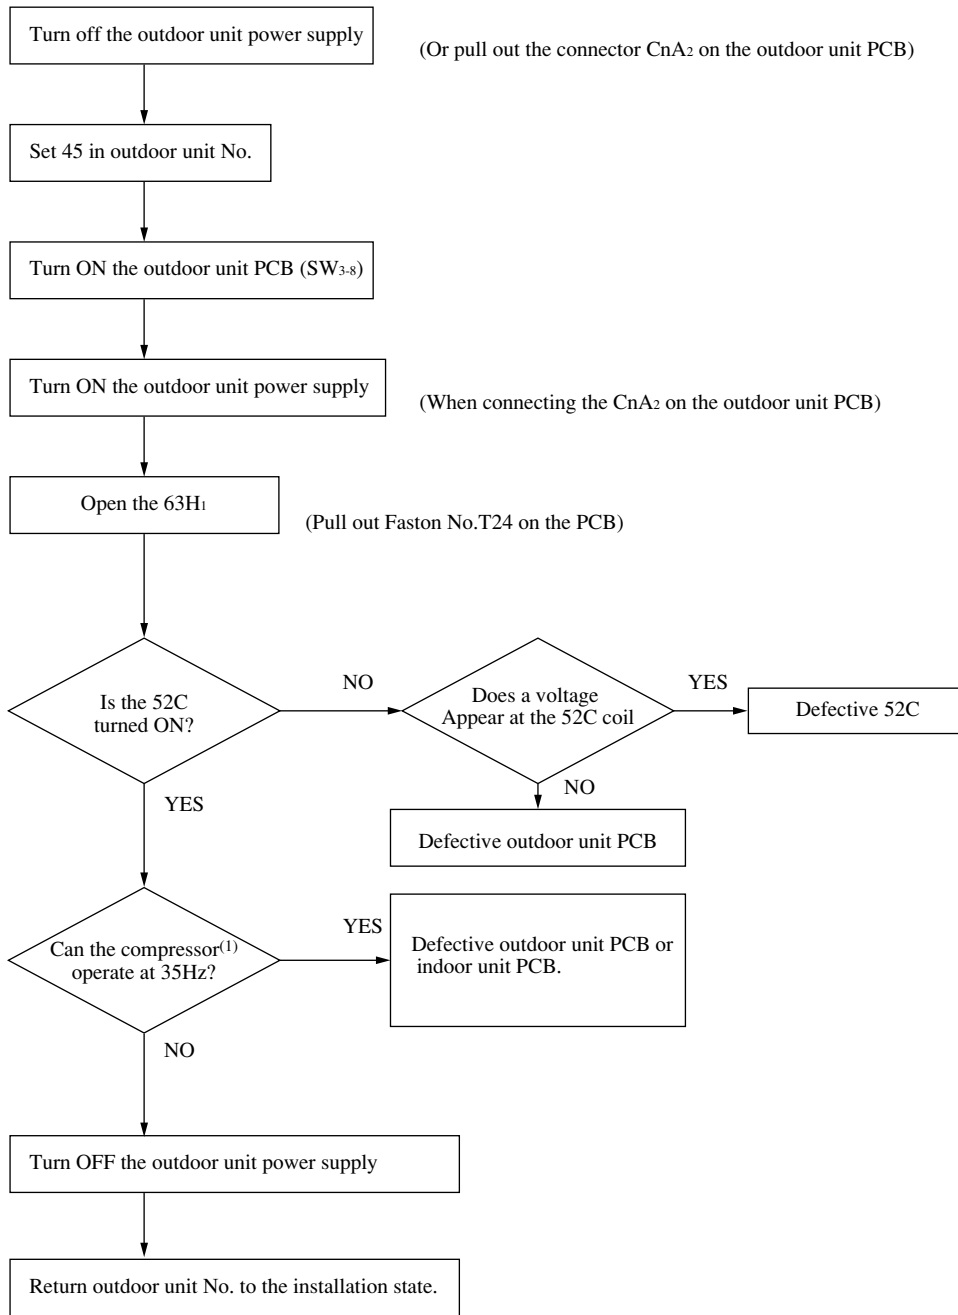 Turn off the outdoor unit power supply
(Or pull out the connector CnA2 on the outdoor unit PCB)
Set 45 in outdoor unit No.
Turn ON the outdoor unit PCB (SW3-8)
Turn ON the outdoor unit power supply
(When connecting the CnA2 on the outdoor unit PCB)
Open the 63H1
(Pull out Faston No.T24 on the PCB)
Is the 52C
turned ON?
NO
Does a voltage
Appear at the 52C coil
YES
Defective 52C
NO
Defective outdoor unit PCB
YES
Can the compressor(1)
operate at 35Hz?
YES
Defective outdoor unit PCB or
indoor unit PCB.
NO
Turn OFF the outdoor unit power supply
Return outdoor unit No. to the installation state.